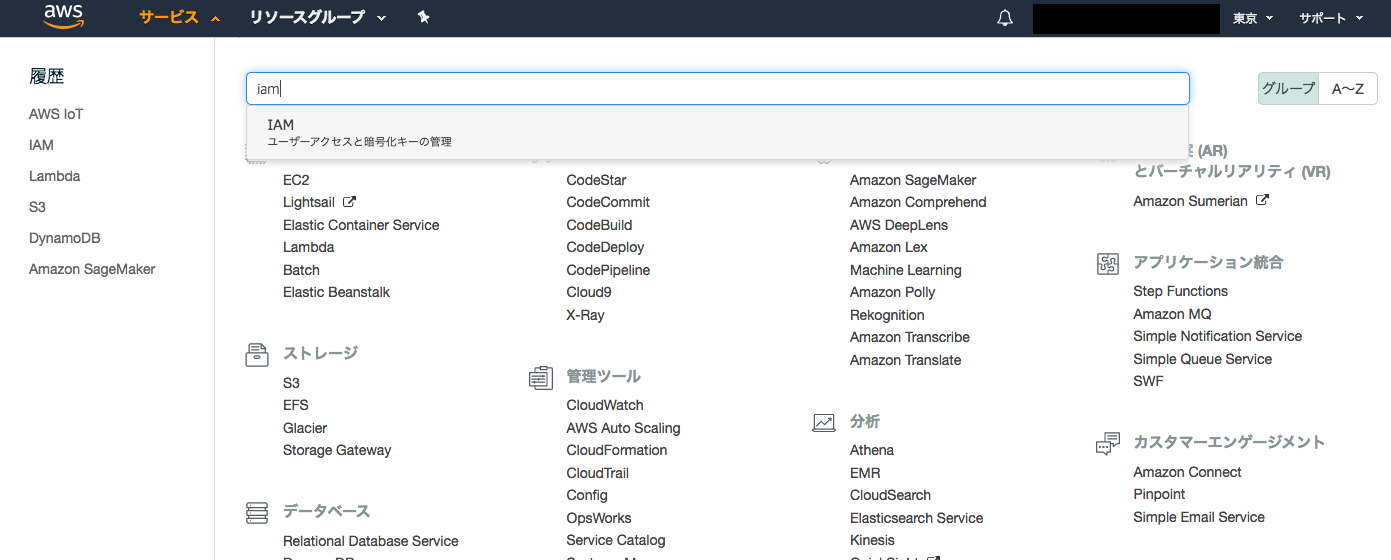 aws
サービス
リソースグループ
東京
サポート
履歴
AWS IoT
IAM
Lambda
S3
DynamoDB
Amazon SageMaker
iam
グループ
A〜Z
IAM
ユーザーアクセスと暗号化キーの管理
EC2
Lightsail
Elastic Container Service
Lambda
Batch
Elastic Beanstalk
ストレージ
S3
EFS
Glacier
Storage Gateway
データベース
Relational Database Service
CodeStar
CodeCommit
CodeBuild
CodeDeploy
CodePipeline
Cloud9
X-Ray
管理ツール
CloudWatch
AWS Auto Scaling
CloudFormation
CloudTrail
Config
OpsWorks
Service Catalog
Amazon SageMaker
Amazon Comprehend
AWS DeepLens
Amazon Lex
Machine Learning
Amazon Polly
Rekognition
Amazon Transcribe
Amazon Translate
分析
Athena
EMR
CloudSearch
Elasticsearch Service
Kinesis
(AR)
とバーチャルリアリティ (VR)
Amazon Sumerian
アプリケーション統合
Step Functions
Amazon MQ
Simple Notification Service
Simple Queue Service
SWF
カスタマーエンゲージメント
Amazon Connect
Pinpoint
Simple Email Service